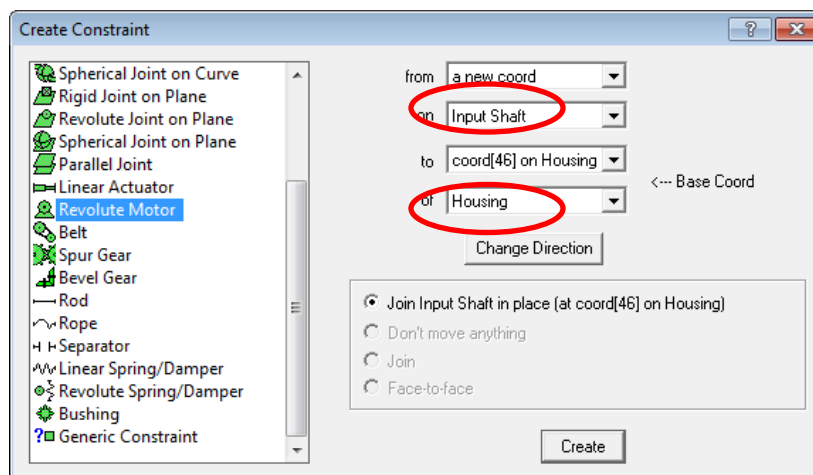 Create Constraint
Spherical Joint on Curve
Rigid Joint on Plane
Revolute Joint on Plane
Spherical Joint on Plane
Parallel Joint
Linear Actuator
Revolute Motor
Belt
Spur Gear
Bevel Gear
Rod
Rope
Separator
Linear Spring/Damper
Revolute Spring/Damper
Bushing
Generic Constraint
from a new coord
on Input Shaft
to coord[46] on Housing
<--- Base Coord
of Housing
Change Direction
Join Input Shaft in place (at coord[46] on Housing)
Don't move anything
Join
Face-to-face
Create